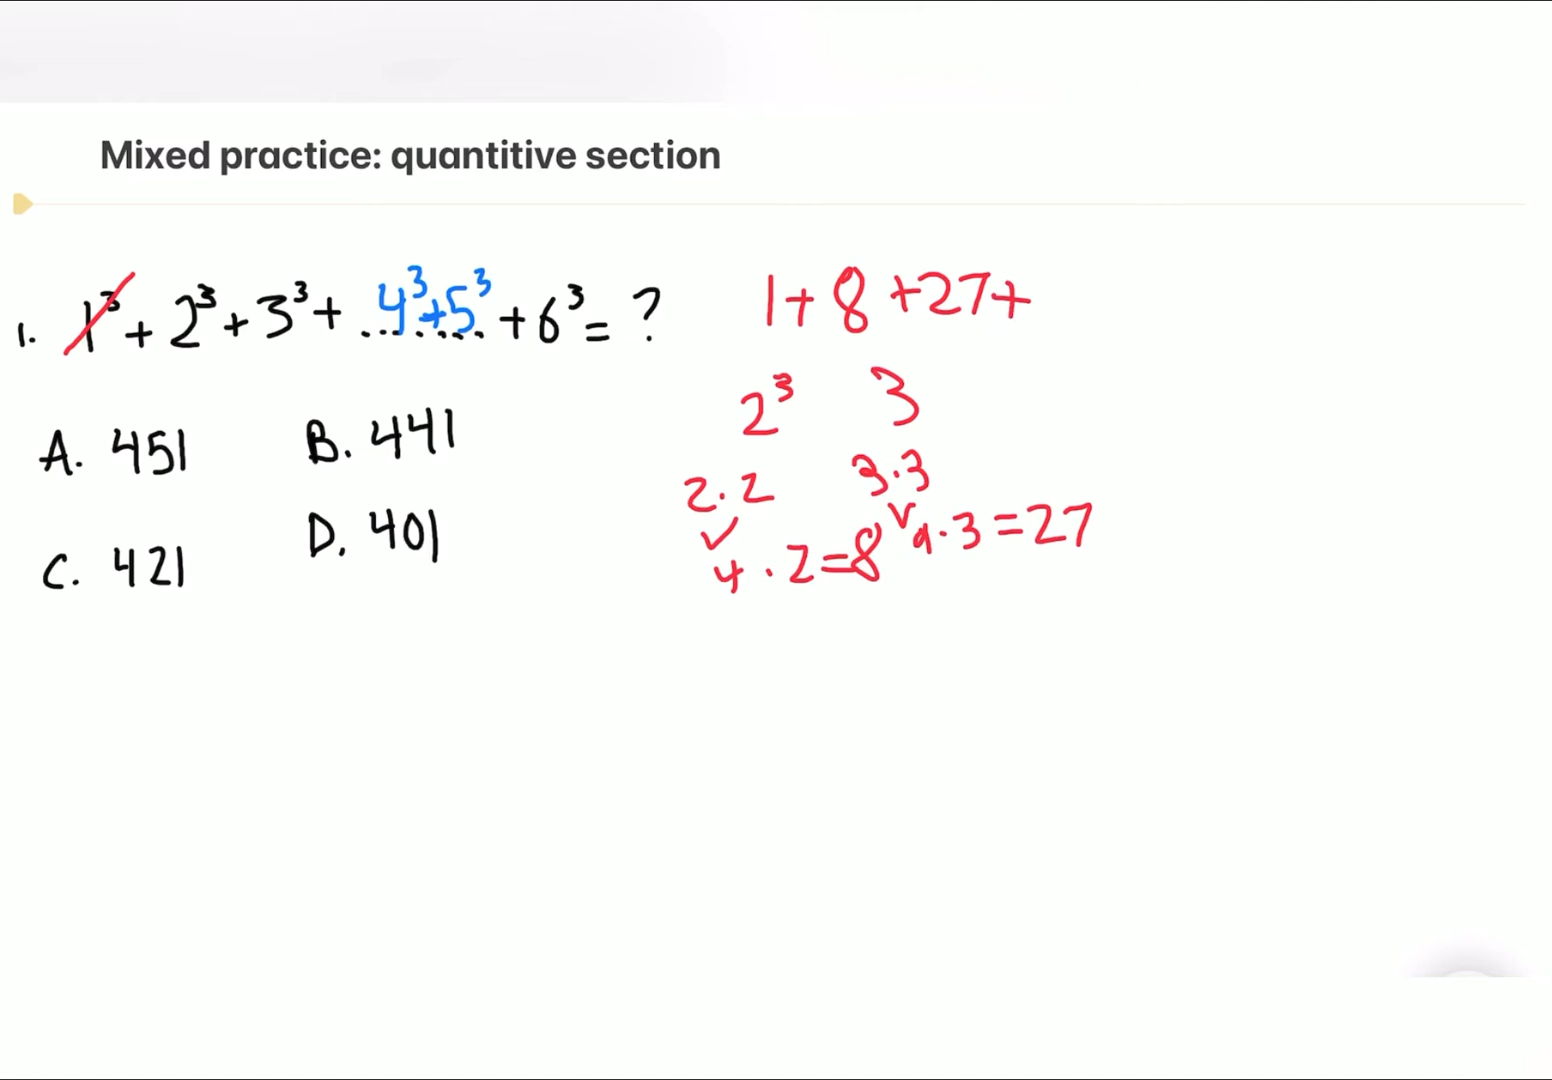 Mixed practice: quantitive section
1. 1³ + 2³ + 3³ + ........ 4³+5³ + 6³ = ?
1 + 8 + 27 +
2³ 3
A. 451 B. 441
2·2 3·3
4 · 2 = 8 9·3 = 27
C. 421 D. 401